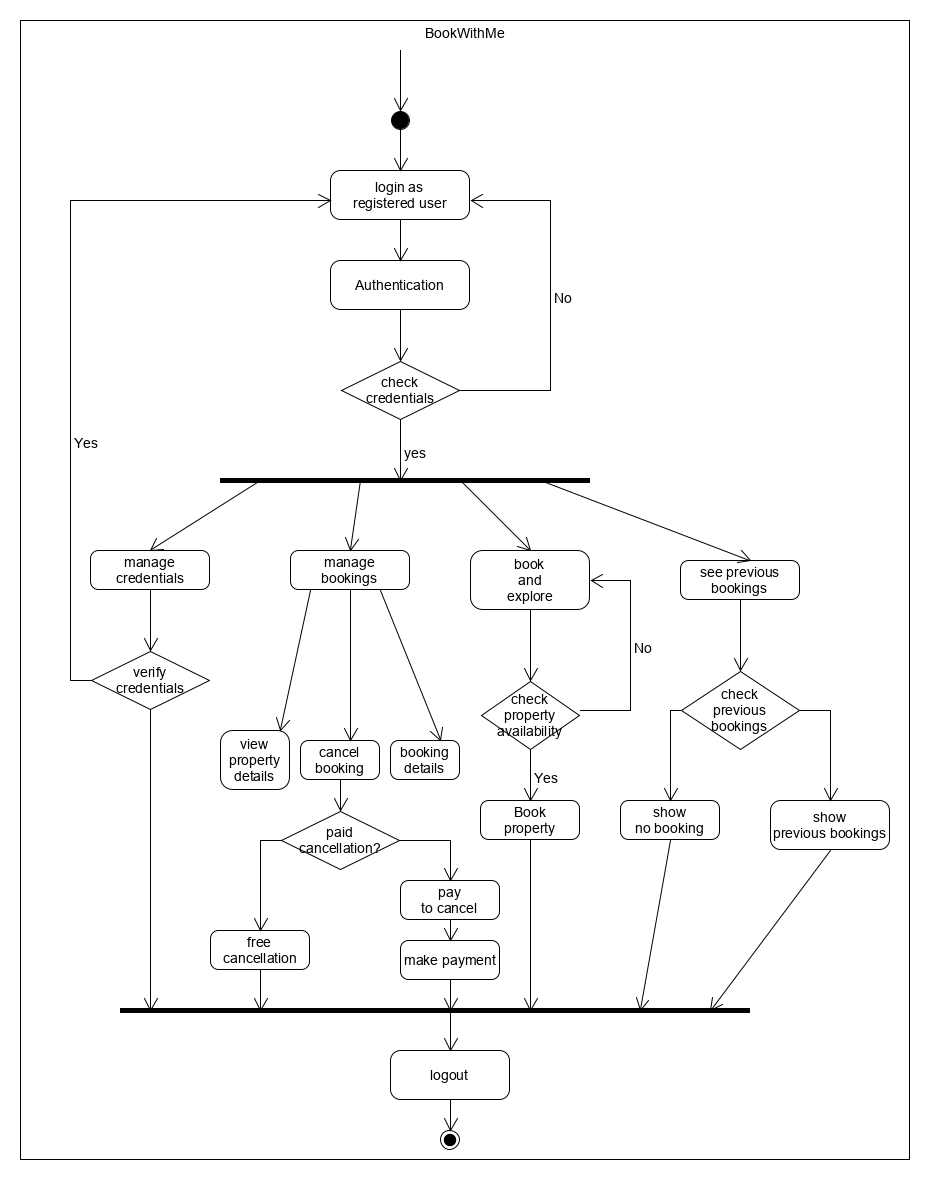 BookWithMe
login as
registered user
Authentication
No
check
credentials
Yes
yes
manage
credentials
manage
bookings
book
and
explore
see previous
bookings
No
verify
credentials
check
property
availability
check
previous
bookings
view
property
details
cancel
booking
booking
details
Yes
Book
property
show
no booking
show
previous bookings
paid
cancellation?
pay
to cancel
free
cancellation
make payment
logout